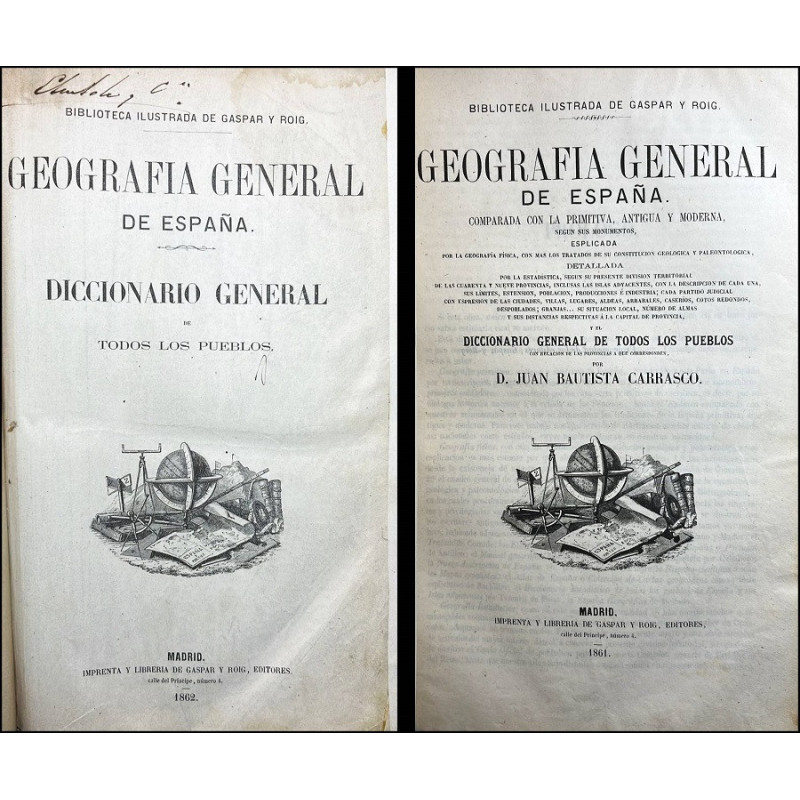 BIBLIOTECA ILUSTRADA DE GASPAR Y ROIG.
GEOGRAFIA GENERAL
DE ESPAÑA.
DICCIONARIO GENERAL
DE
TODOS LOS PUEBLOS.
MADRID.
IMPRENTA Y LIBRERIA DE GASPAR Y ROIG, EDITORES.
calle del Príncipe, número 4.
1862.
BIBLIOTECA ILUSTRADA DE GASPAR Y ROIG.
GEOGRAFIA GENERAL
DE ESPAÑA.
COMPARADA CON LA PRIMITIVA, ANTIGUA Y MODERNA,
SEGUN SUS MONUMENTOS,
ESPLICADA
POR LA GEOGRAFÍA FÍSICA, CON MAS LOS TRATADOS DE SU CONSTITUCION GEOLOGICA Y PALEONTOLOGICA,
DETALLADA
POR LA ESTADÍSTICA, SEGUN SU PRESENTE DIVISION TERRITORIAL
DE LAS CUARENTA Y NUEVE PROVINCIAS, INCLUSAS LAS ISLAS ADYACENTES, CON LA DESCRIPCION DE CADA UNA,
SUS LÍMITES, ESTENSION, POBLACION, PRODUCCIONES É INDUSTRIA; CADA PARTIDO JUDICIAL
CON ESPRESION DE LAS CIUDADES, VILLAS, LUGARES, ALDEAS, ARRABALES, CASERIOS, COTOS REDONDOS,
DESPOBLADOS; GRANJAS... SU SITUACION LOCAL, NÚMERO DE ALMAS
Y SUS DISTANCIAS RESPECTIVAS Á LA CAPITAL DE PROVINCIA,
Y EL
DICCIONARIO GENERAL DE TODOS LOS PUEBLOS
CON RELACION DE LAS PROVINCIAS A QUE CORRESPONDEN,
POR
D. JUAN BAUTISTA CARRASCO.
MADRID.
IMPRENTA Y LIBRERIA DE GASPAR Y ROIG, EDITORES,
calle del Príncipe, número 4.
1861.